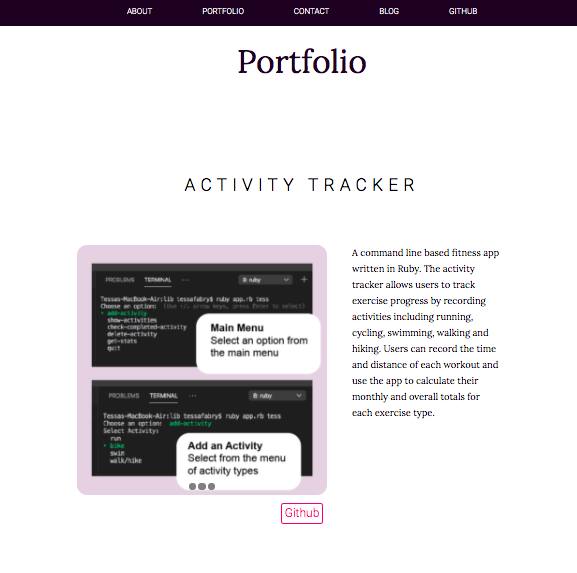 ABOUT PORTFOLIO CONTACT BLOG GITHUB
Portfolio
ACTIVITY TRACKER
PROBLEMS TERMINAL ··· 8: ruby +
Tessas-MacBook-Air:lib tessafabry$ ruby app.rb tess
Choose an option: (Use ↑/↓ arrow keys, press Enter to select)
‣ add-activity
show-activities
check-completed-activity
delete-activity
get-stats
quit
Main Menu
Select an option from
the main menu
PROBLEMS TERMINAL ··· 8: ruby
Tessas-MacBook-Air:lib tessafabry$ ruby app.rb tess
Choose an option: add-activity
Select Activity:
run
‣ bike
swim
walk/hike
Add an Activity
Select from the menu
of activity types
Github
A command line based fitness app
written in Ruby. The activity
tracker allows users to track
exercise progress by recording
activities including running,
cycling, swimming, walking and
hiking. Users can record the time
and distance of each workout and
use the app to calculate their
monthly and overall totals for
each exercise type.